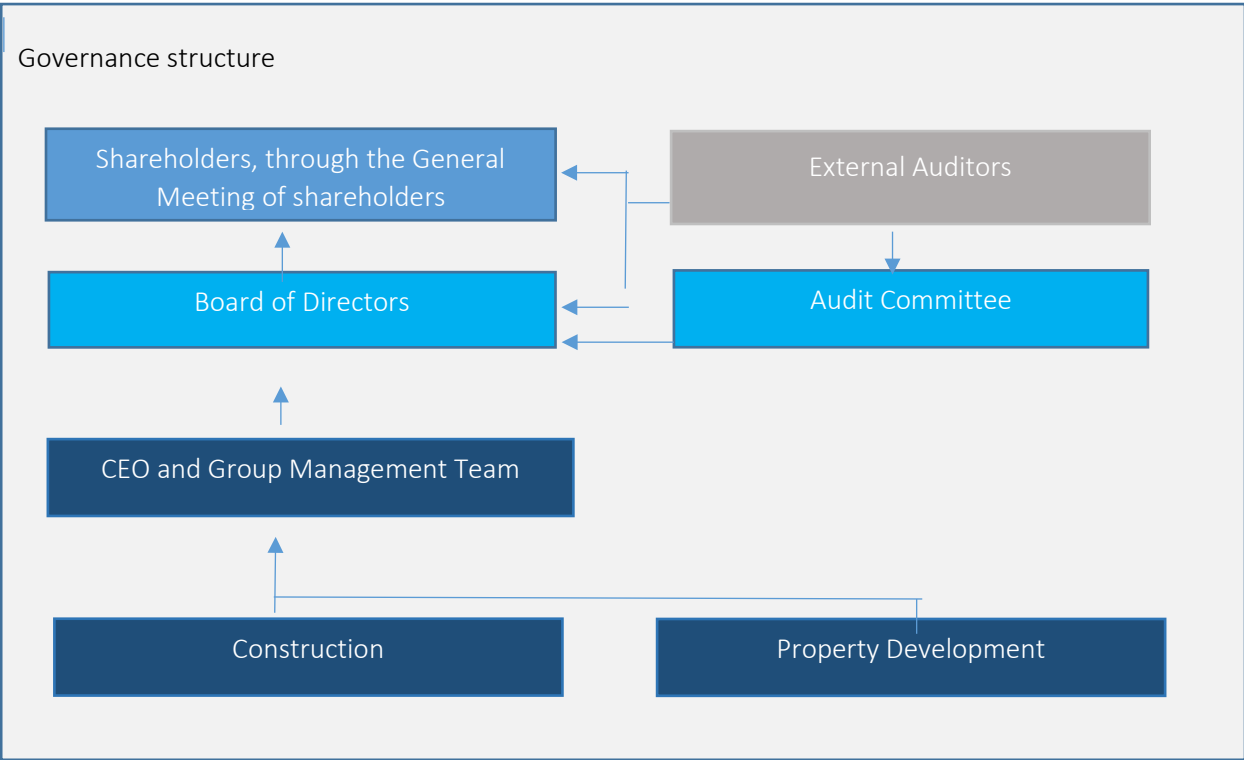 Governance structure
Shareholders, through the General
Meeting of shareholders
External Auditors
Board of Directors
Audit Committee
CEO and Group Management Team
Construction
Property Development